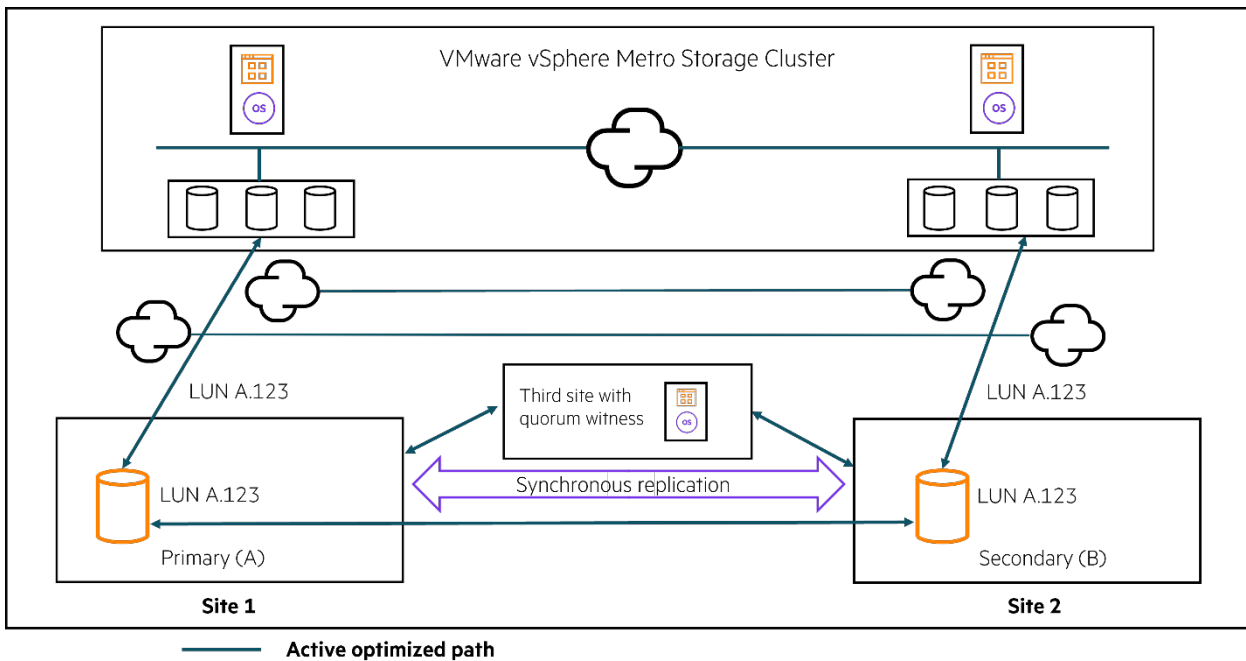 VMware vSphere Metro Storage Cluster
OS
OS
LUN A.123
LUN A.123
Third site with
quorum witness
OS
Synchronous replication
LUN A.123
LUN A.123
Primary (A)
Secondary (B)
Site 1
Site 2
Active optimized path